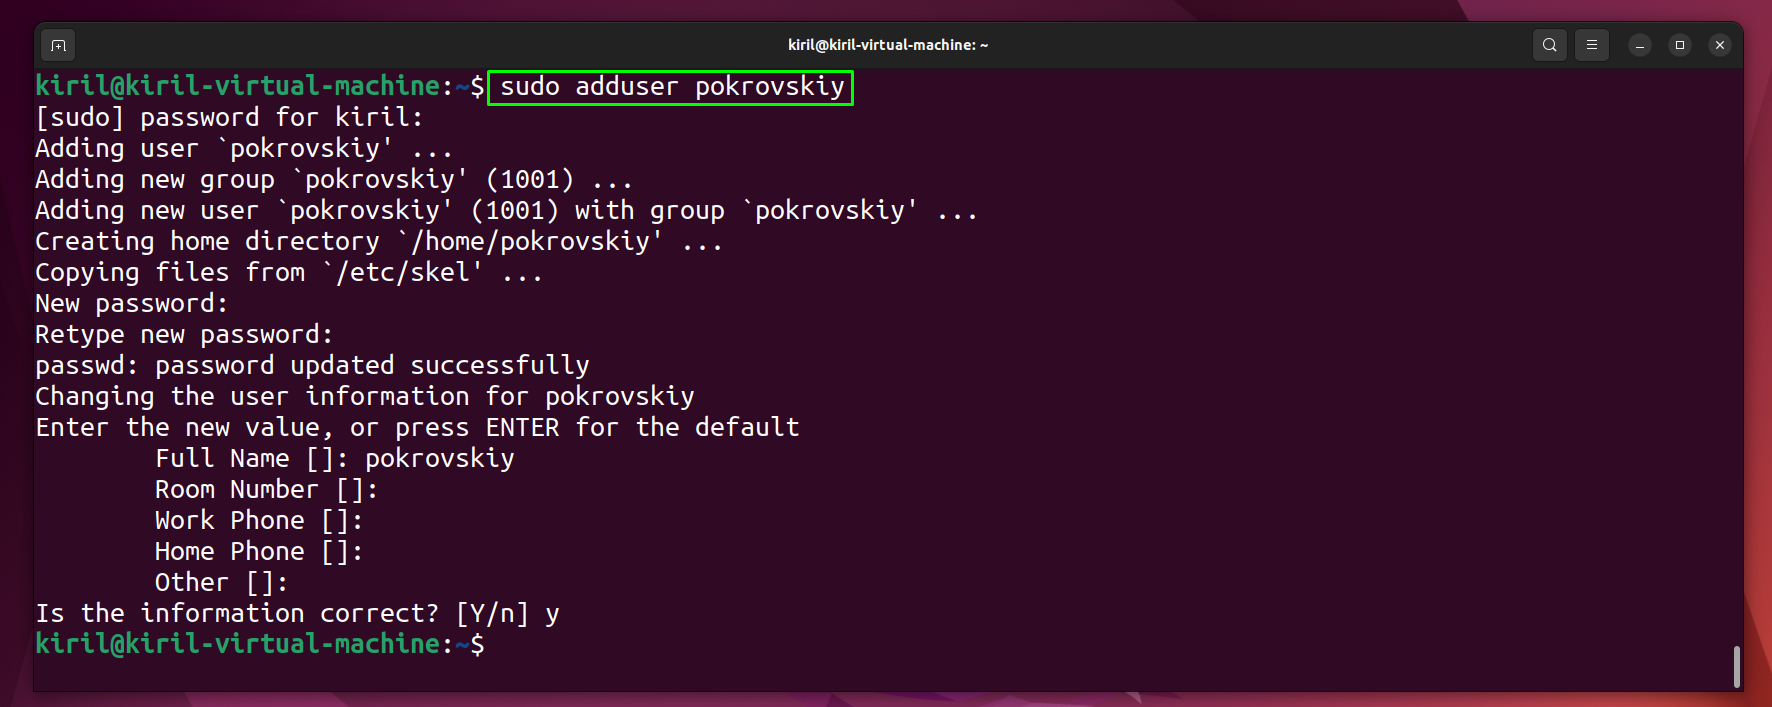 kiril@kiril-virtual-machine: ~
kiril@kiril-virtual-machine:~$ sudo adduser pokrovskiy
[sudo] password for kiril:
Adding user `pokrovskiy' ...
Adding new group `pokrovskiy' (1001) ...
Adding new user `pokrovskiy' (1001) with group `pokrovskiy' ...
Creating home directory `/home/pokrovskiy' ...
Copying files from `/etc/skel' ...
New password:
Retype new password:
passwd: password updated successfully
Changing the user information for pokrovskiy
Enter the new value, or press ENTER for the default
Full Name []: pokrovskiy
Room Number []:
Work Phone []:
Home Phone []:
Other []:
Is the information correct? [Y/n] y
kiril@kiril-virtual-machine:~$